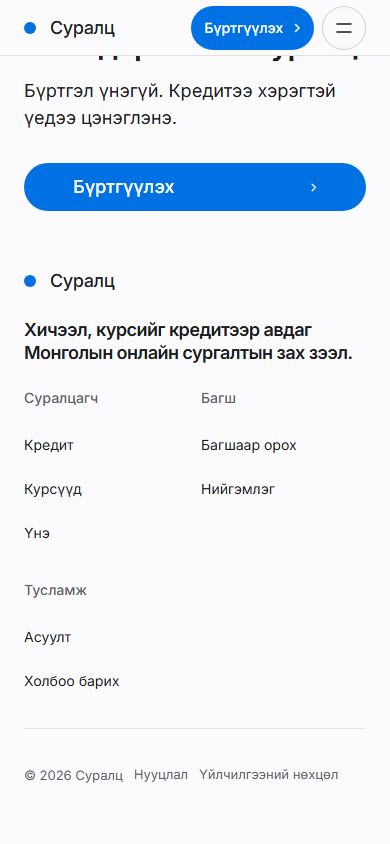 Суралц
Бүртгүүлэх
Бүртгэл үнэгүй. Кредитээ хэрэгтэй
үедээ цэнэглэнэ.
Бүртгүүлэх
Суралц
Хичээл, курсийг кредитээр авдаг
Монголын онлайн сургалтын зах зээл.
Суралцагч
Кредит
Курсууд
Үнэ
Багш
Багшаар орох
Нийгэмлэг
Тусламж
Асуулт
Холбоо барих
© 2026 Суралц Нууцлал Үйлчилгээний нөхцөл